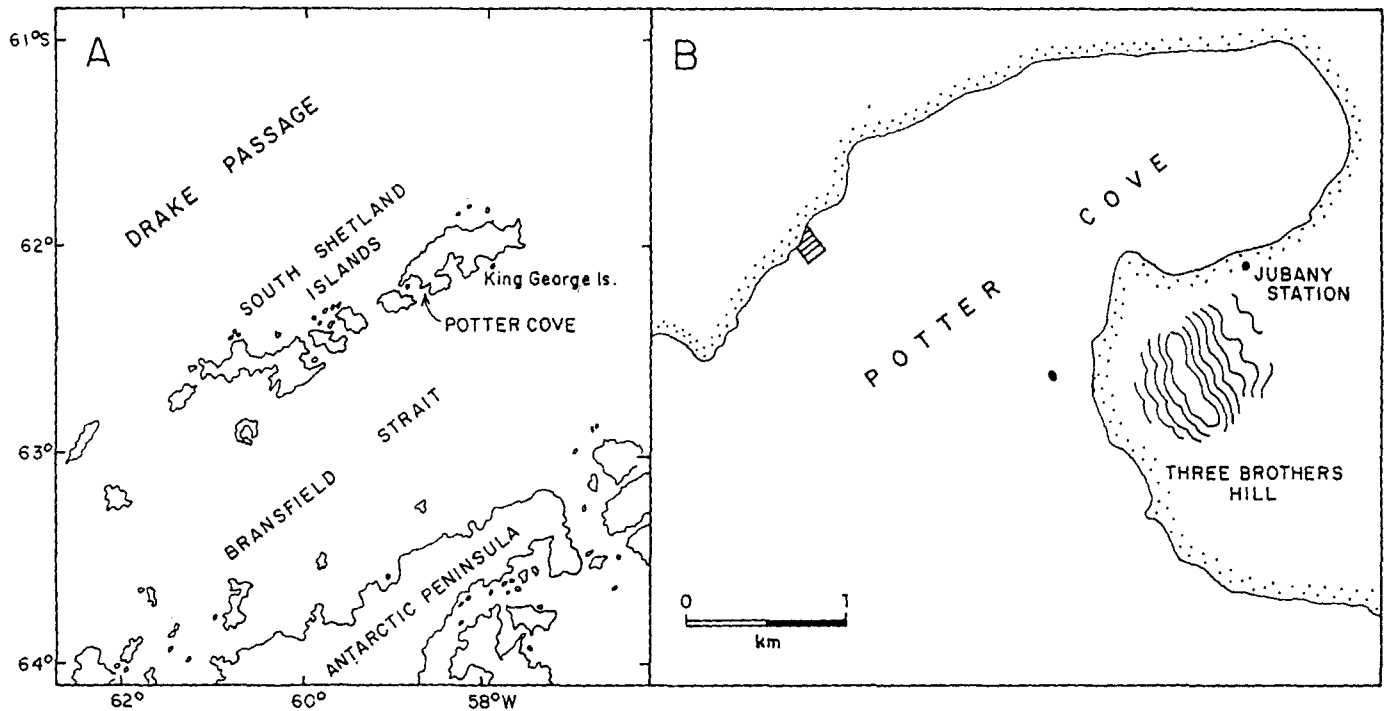 A
61°S
62°
63°
64°
62°
60°
58°W
DRAKE PASSAGE
SOUTH SHETLAND
ISLANDS
King George Is.
POTTER COVE
BRANSFIELD STRAIT
ANTARCTIC PENINSULA
B
POTTER COVE
JUBANY
STATION
THREE BROTHERS
HILL
0 1
km